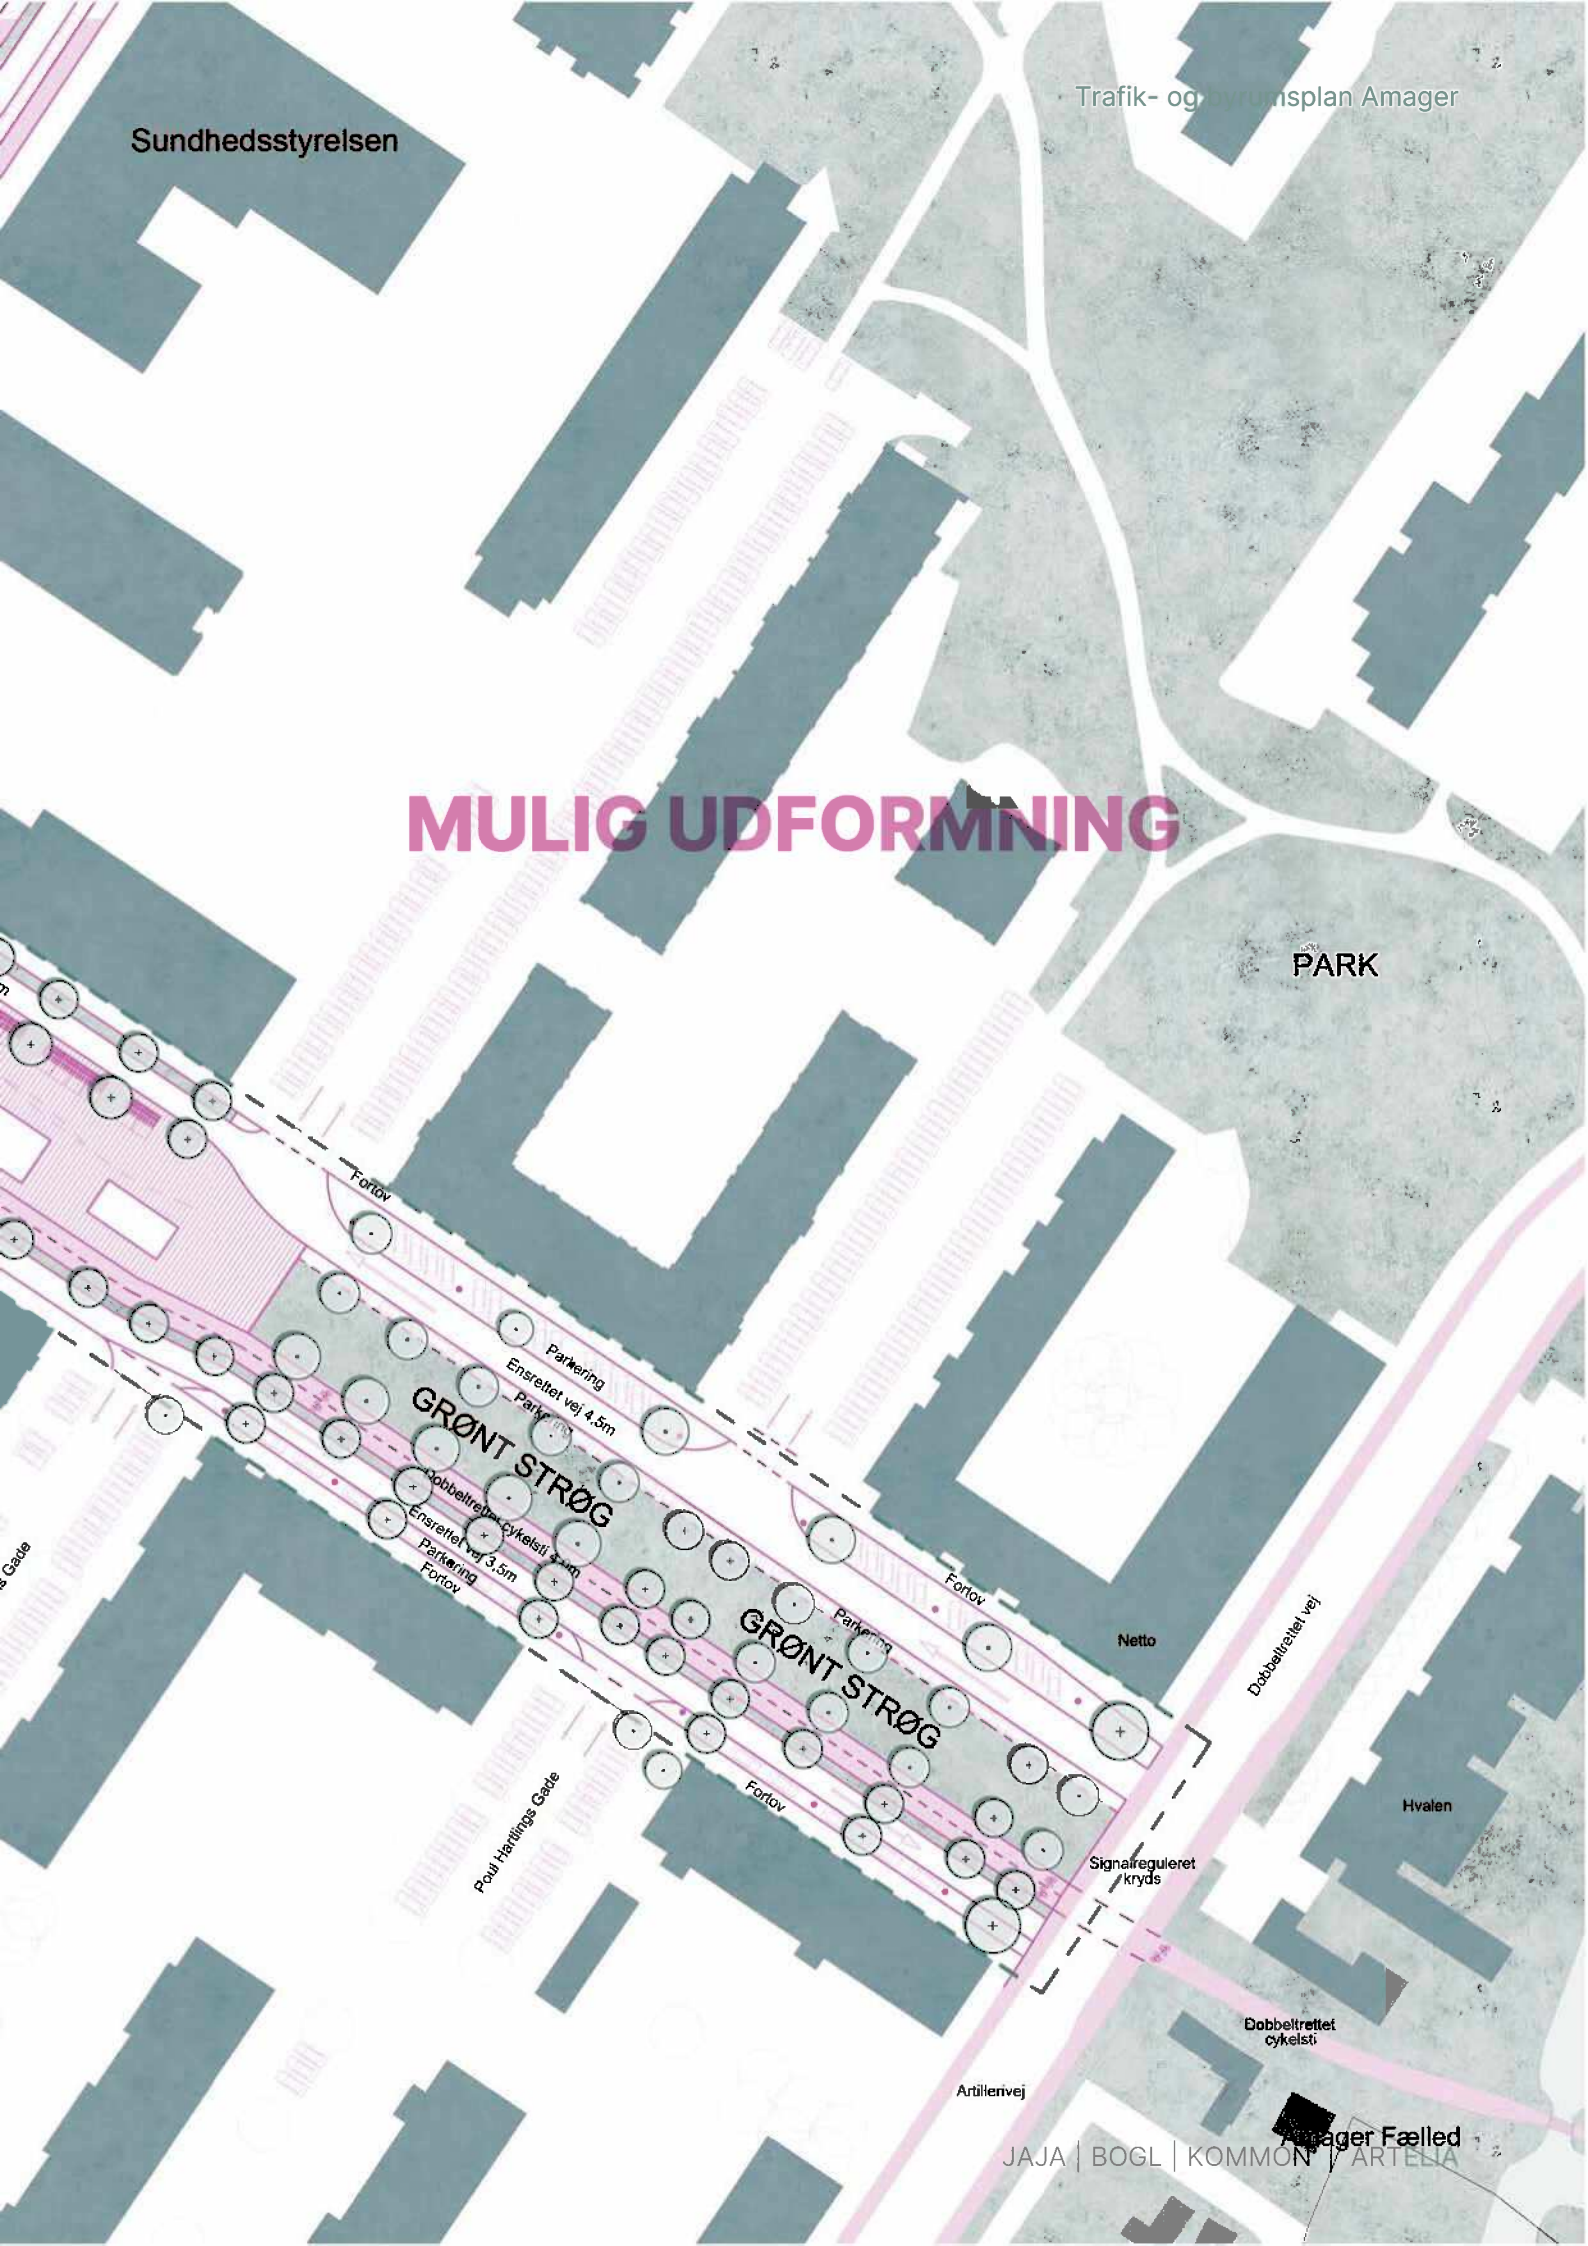 Trafik- og byrumsplan Amager
Sundhedsstyrelsen
MULIG UDFORMNING
PARK
m
Fortov
Parkering
Ensrettet vej 4,5m
Parkering
GRØNT STRØG
Dobbeltrettet cykelsti
Ensrettet vej 3,5m
Parkering
Fortov
s Gade
Fortov
Parkering
GRØNT STRØG
Netto
Dobbeltrettet vej
Hvalen
Fortov
Poul Hartlings Gade
Signalreguleret
kryds
Dobbeltrettet
cykelsti
Artillerivej
Amager Fælled
JAJA | BOGL | KOMMON | ARTELIA